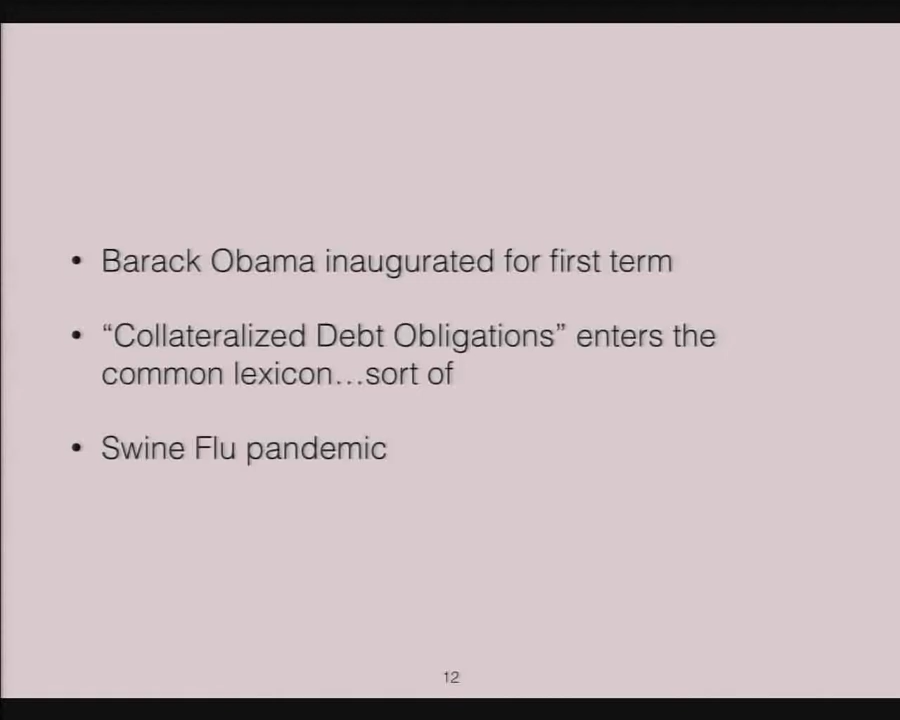 • Barack Obama inaugurated for first term
• “Collateralized Debt Obligations” enters the
common lexicon…sort of
• Swine Flu pandemic
12